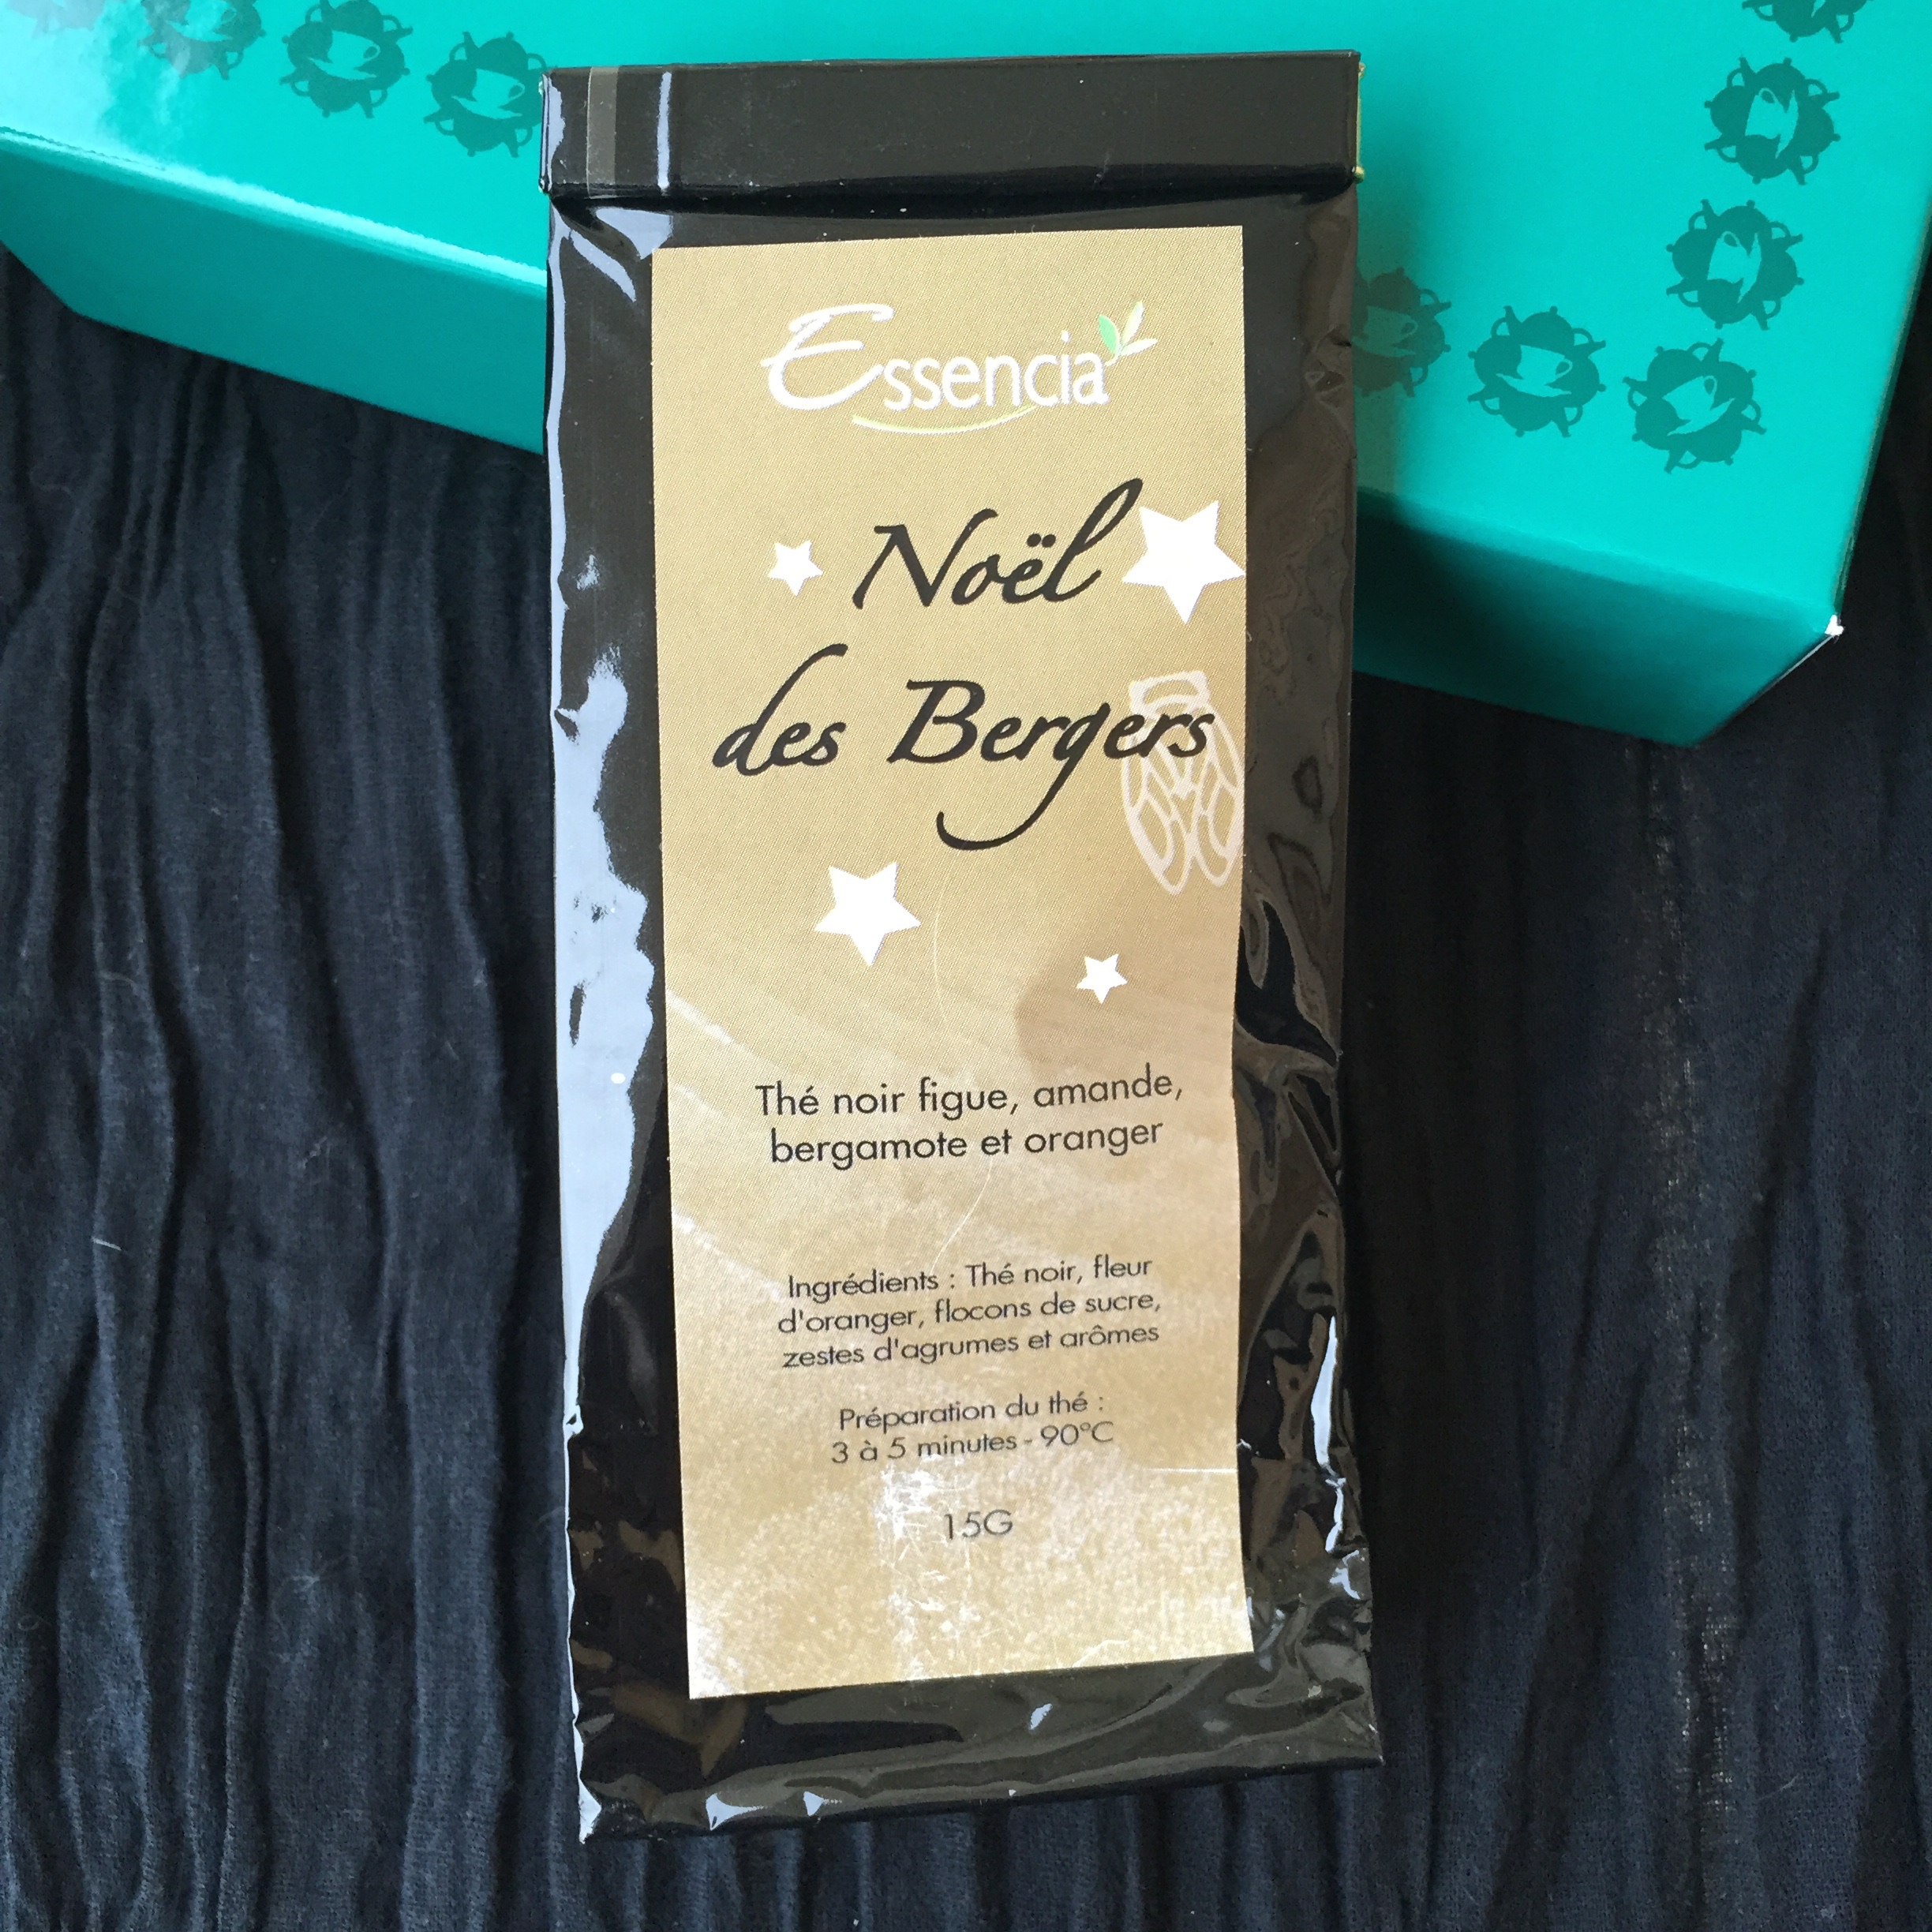 Essencia
Noël
des Bergers
Thé noir figue, amande,
bergamote et oranger
Ingrédients : Thé noir, fleur
d'oranger, flocons de sucre,
zestes d'agrumes et arômes
Préparation du thé :
3 à 5 minutes - 90°C
15G